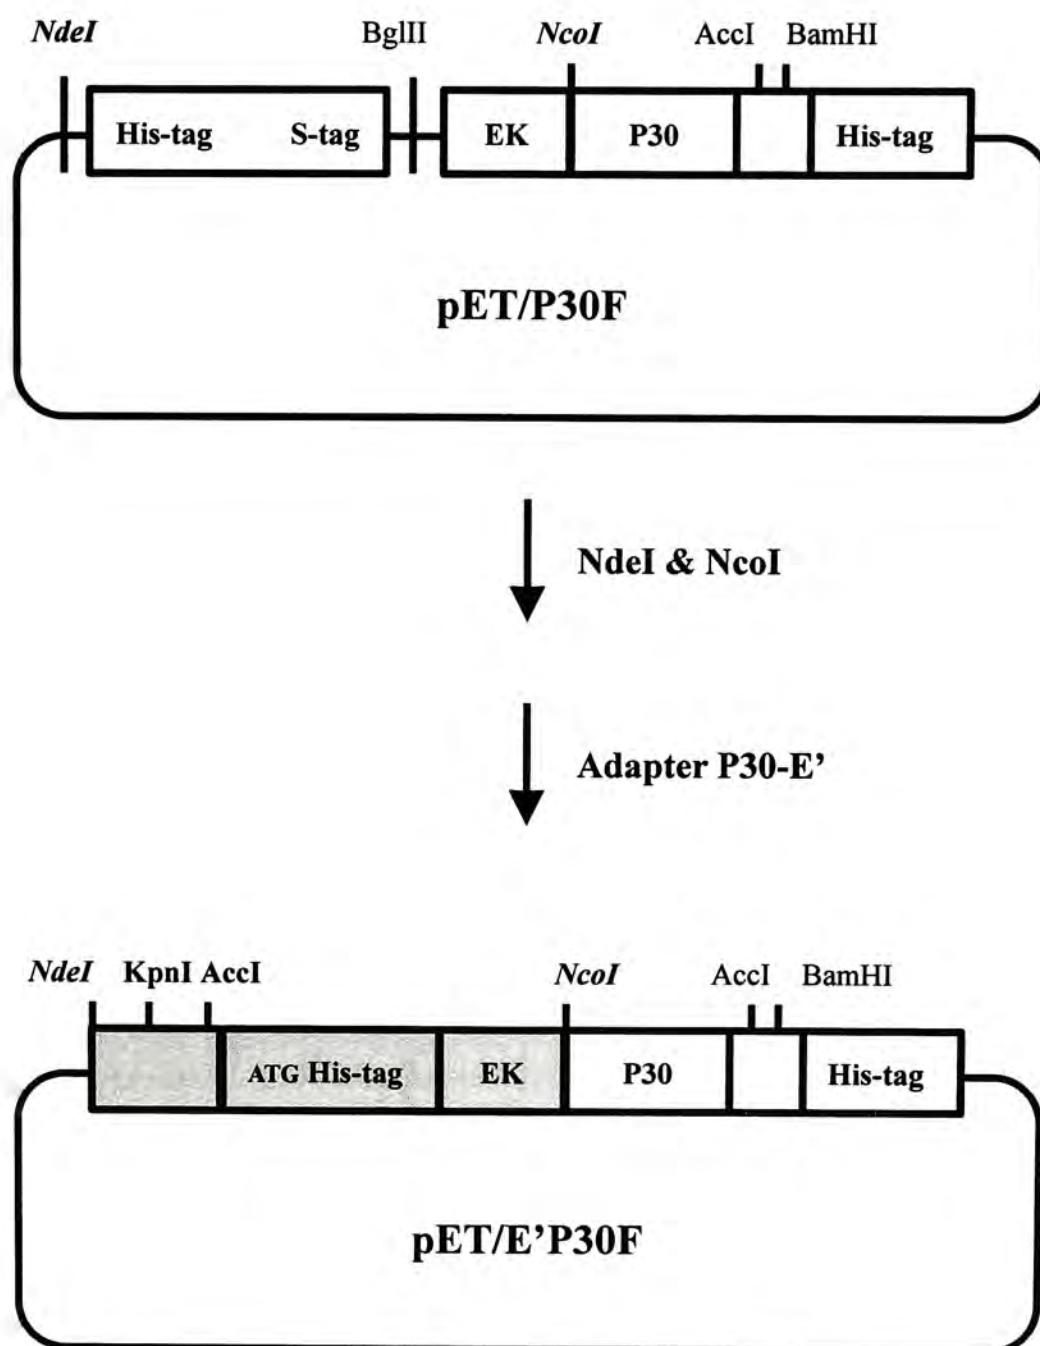 NdeI BglII NcoI AccI BamHI
His-tag S-tag EK P30 His-tag
pET/P30F
NdeI & NcoI
Adapter P30-E’
NdeI KpnI AccI NcoI AccI BamHI
ATG His-tag EK P30 His-tag
pET/E’P30F